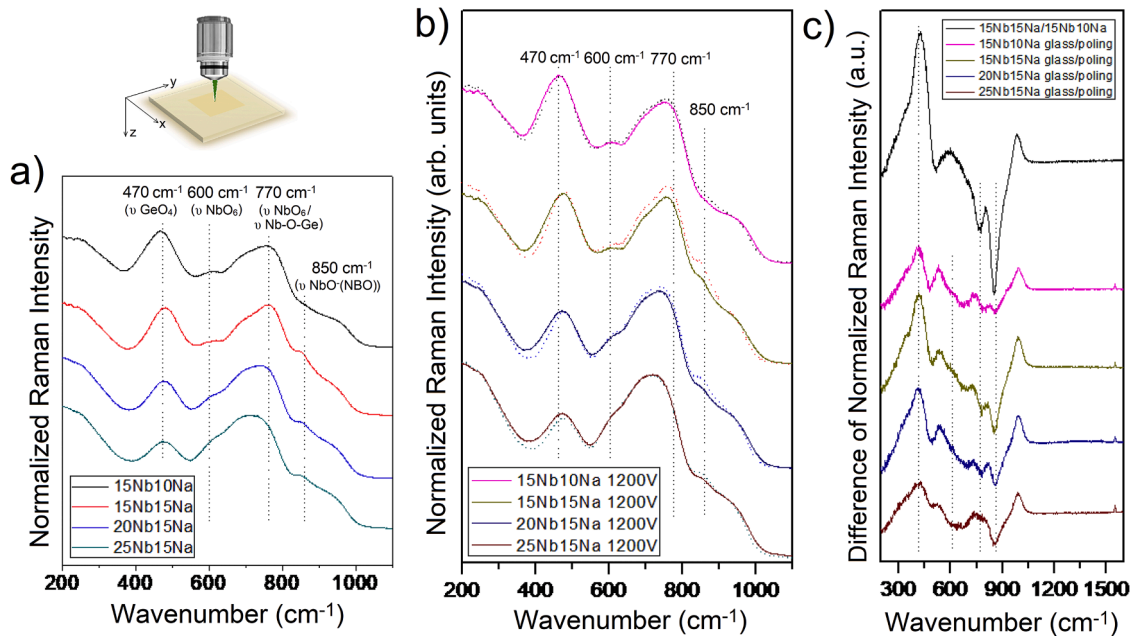 y
x
z
a)
470 cm⁻¹ 600 cm⁻¹ 770 cm⁻¹
(υ GeO₄) (υ NbO₆) (υ NbO₆/
υ Nb-O-Ge)
850 cm⁻¹
(υ NbO⁻(NBO))
Normalized Raman Intensity
15Nb10Na
15Nb15Na
20Nb15Na
25Nb15Na
200 400 600 800 1000
Wavenumber (cm⁻¹)
b)
470 cm⁻¹ 600 cm⁻¹ 770 cm⁻¹
850 cm⁻¹
Normalized Raman Intensity (arb. units)
15Nb10Na 1200V
15Nb15Na 1200V
20Nb15Na 1200V
25Nb15Na 1200V
200 400 600 800 1000
Wavenumber (cm⁻¹)
c)
15Nb15Na/15Nb10Na
15Nb10Na glass/poling
15Nb15Na glass/poling
20Nb15Na glass/poling
25Nb15Na glass/poling
Difference of Normalized Raman Intensity (a.u.)
300 600 900 1200 1500
Wavenumber (cm⁻¹)